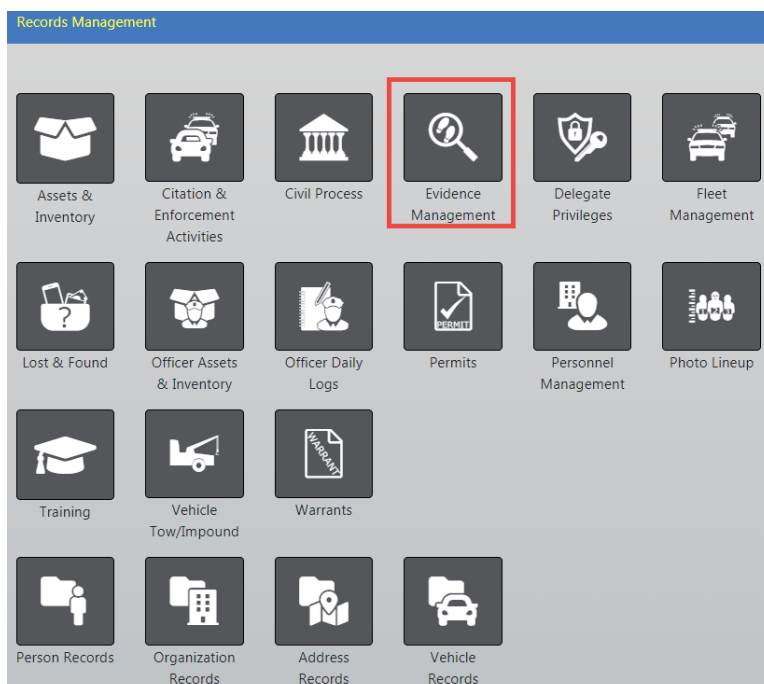 Records Management
Assets &
Inventory
Citation &
Enforcement
Activities
Civil Process
Evidence
Management
Delegate
Privileges
Fleet
Management
?
Lost & Found
Officer Assets
& Inventory
Officer Daily
Logs
PERMIT
Permits
Personnel
Management
Photo Lineup
Training
Vehicle
Tow/Impound
WARRANT
Warrants
Person Records
Organization
Records
Address
Records
Vehicle
Records